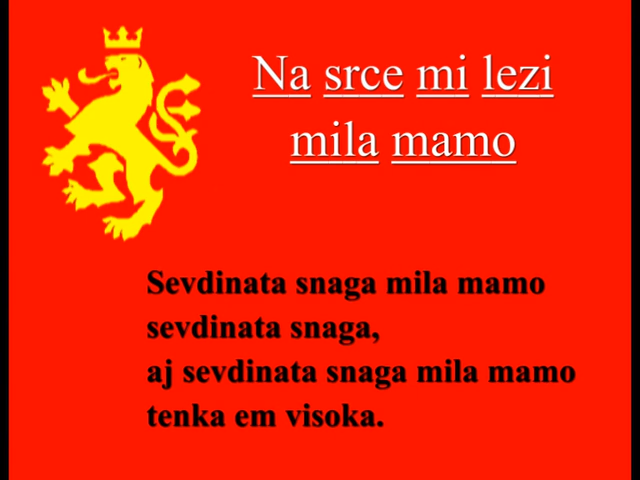 Na srce mi lezi
mila mamo
Sevdinata snaga mila mamo
sevdinata snaga,
aj sevdinata snaga mila mamo
tenka em visoka.